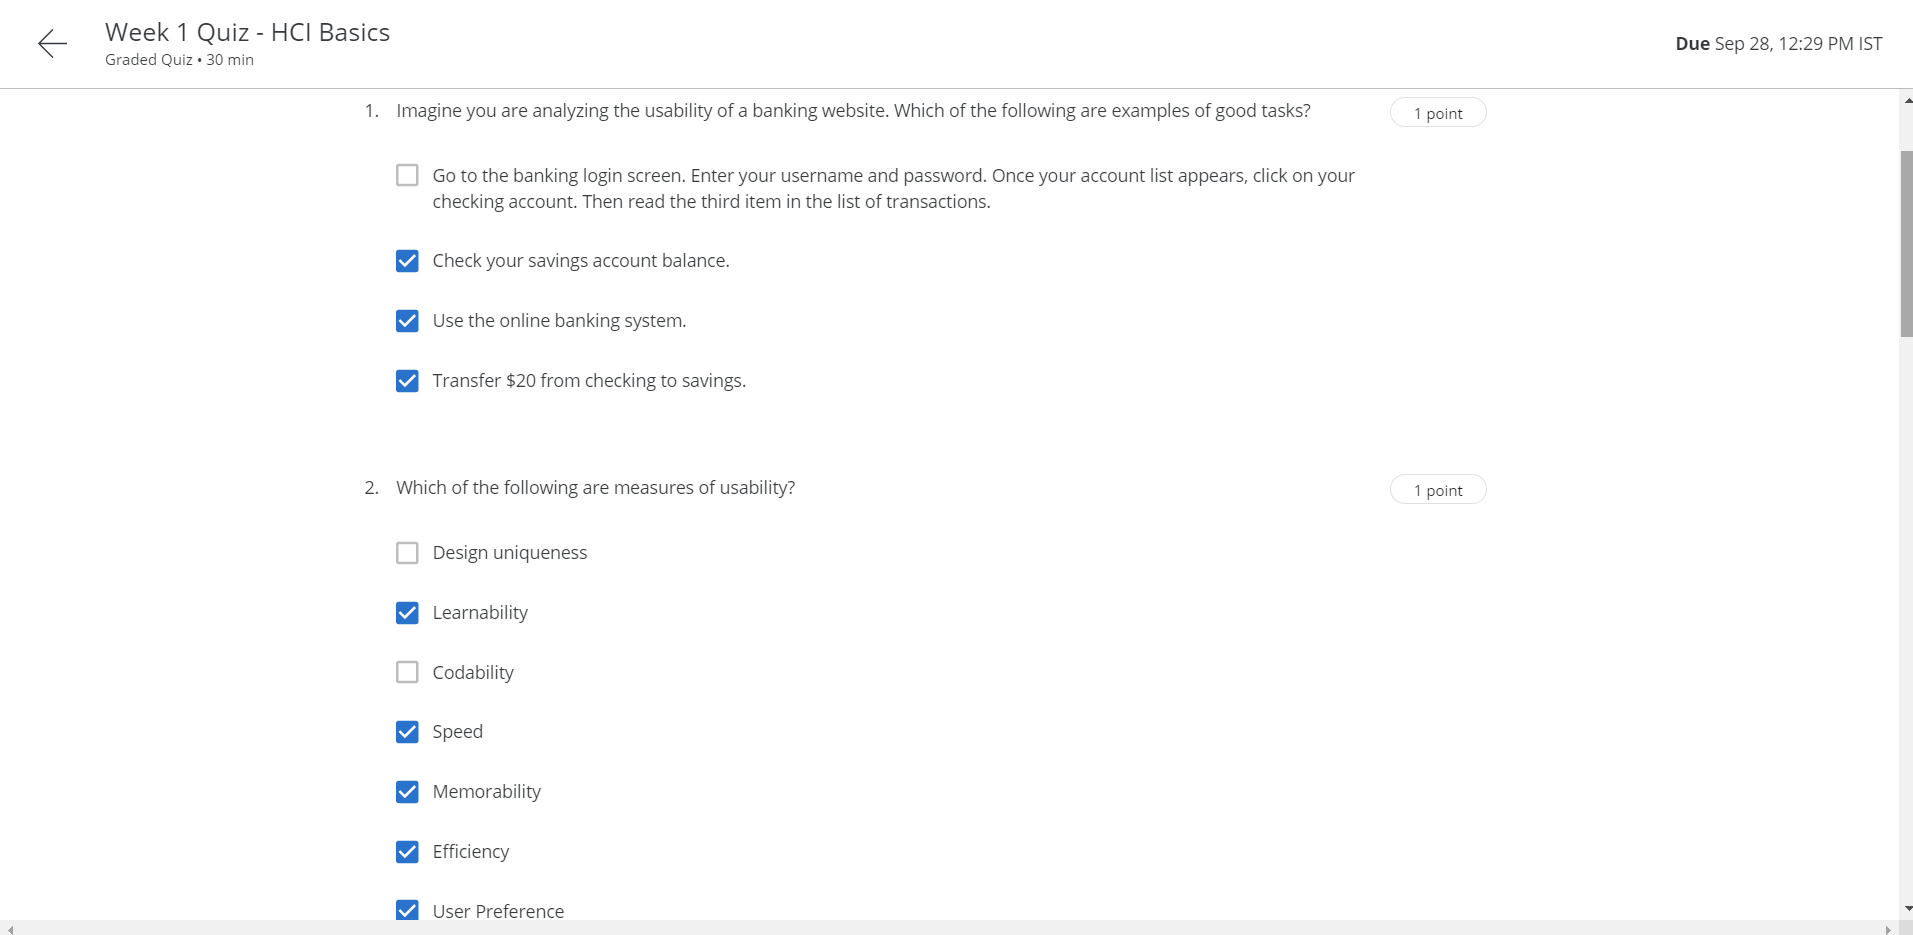 Week 1 Quiz - HCI Basics
Graded Quiz • 30 min
Due Sep 28, 12:29 PM IST
1. Imagine you are analyzing the usability of a banking website. Which of the following are examples of good tasks?
1 point
Go to the banking login screen. Enter your username and password. Once your account list appears, click on your
checking account. Then read the third item in the list of transactions.
Check your savings account balance.
Use the online banking system.
Transfer $20 from checking to savings.
2. Which of the following are measures of usability?
1 point
Design uniqueness
Learnability
Codability
Speed
Memorability
Efficiency
User Preference